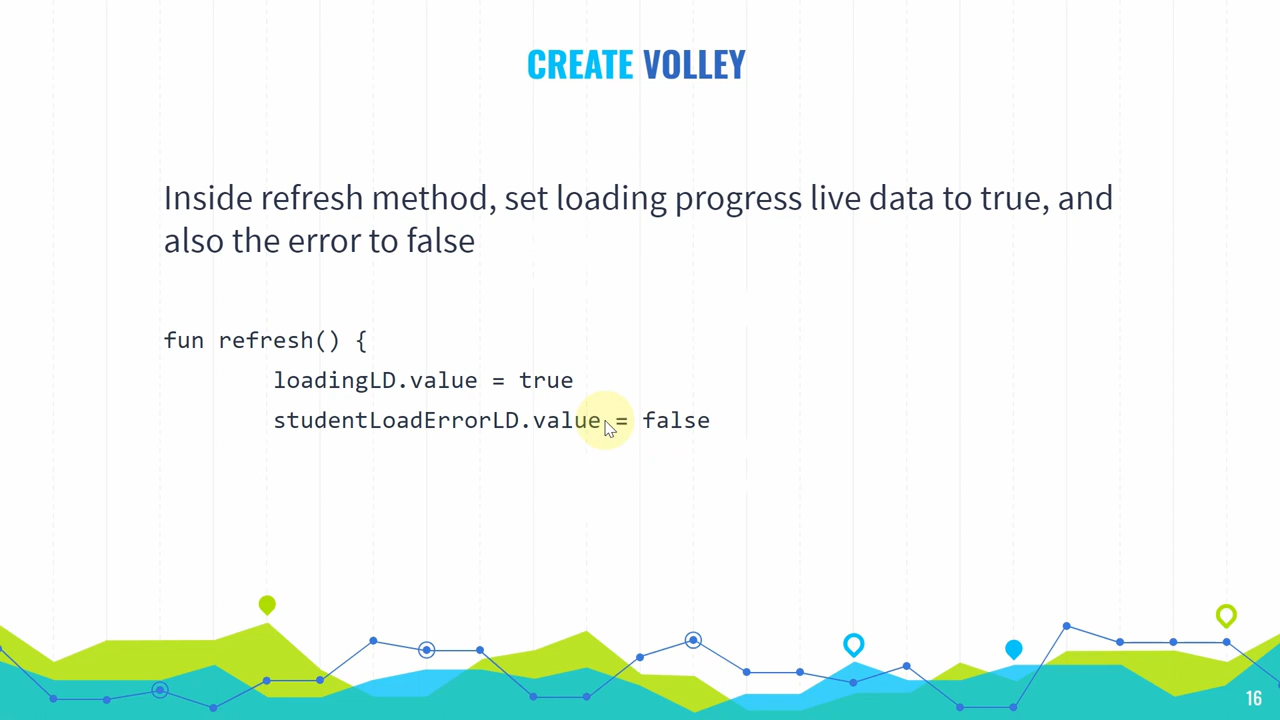 CREATE VOLLEY
Inside refresh method, set loading progress live data to true, and
also the error to false
fun refresh() {
loadingLD.value = true
studentLoadErrorLD.value = false
16